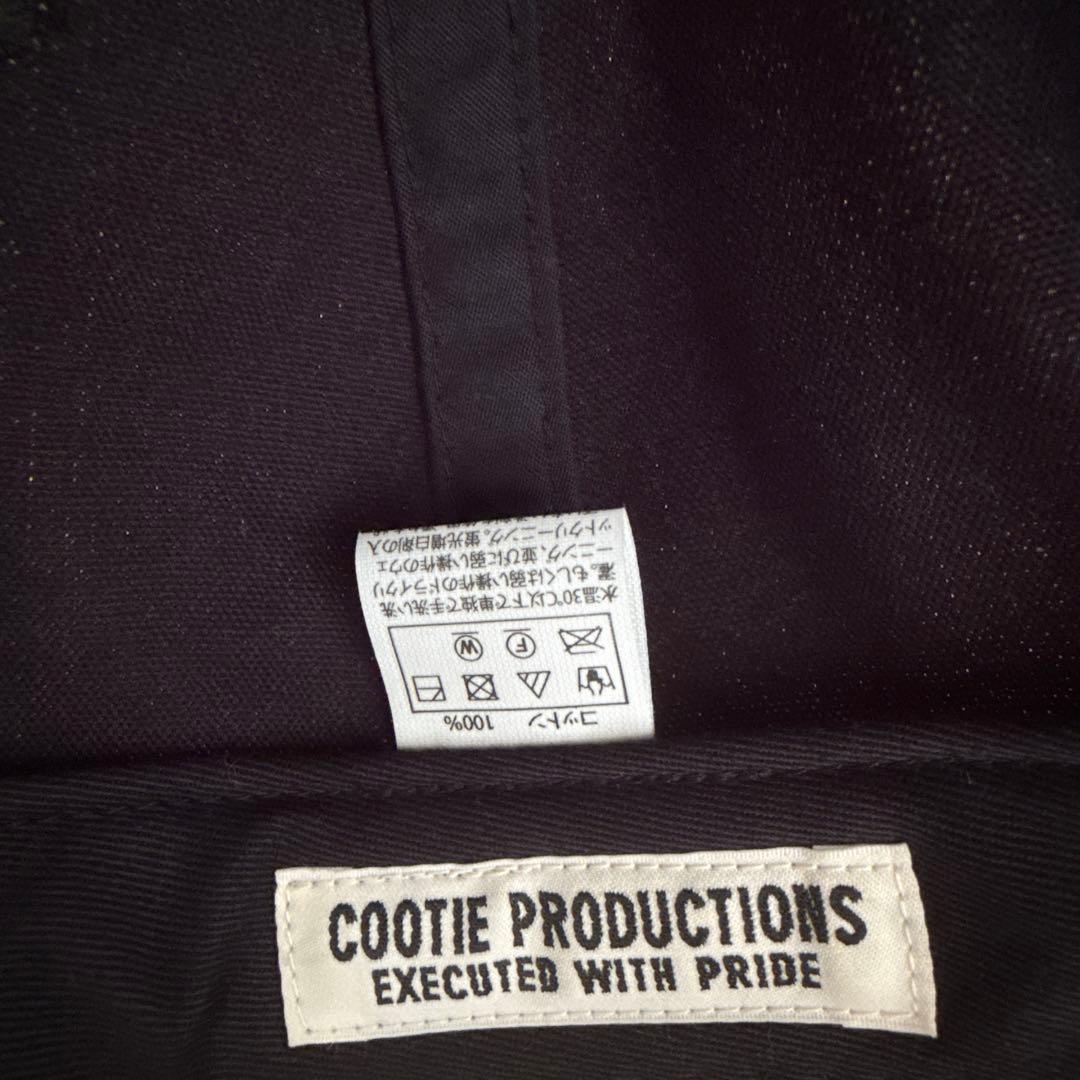 コットン 100%
F W
水温30℃以下で単独で手洗い洗
濯。もしくは弱い操作のドライクリ
ーニング、並びに弱い操作のウェ
ットクリーニング。蛍光増白剤の入
COOTIE PRODUCTIONS
EXECUTED WITH PRIDE